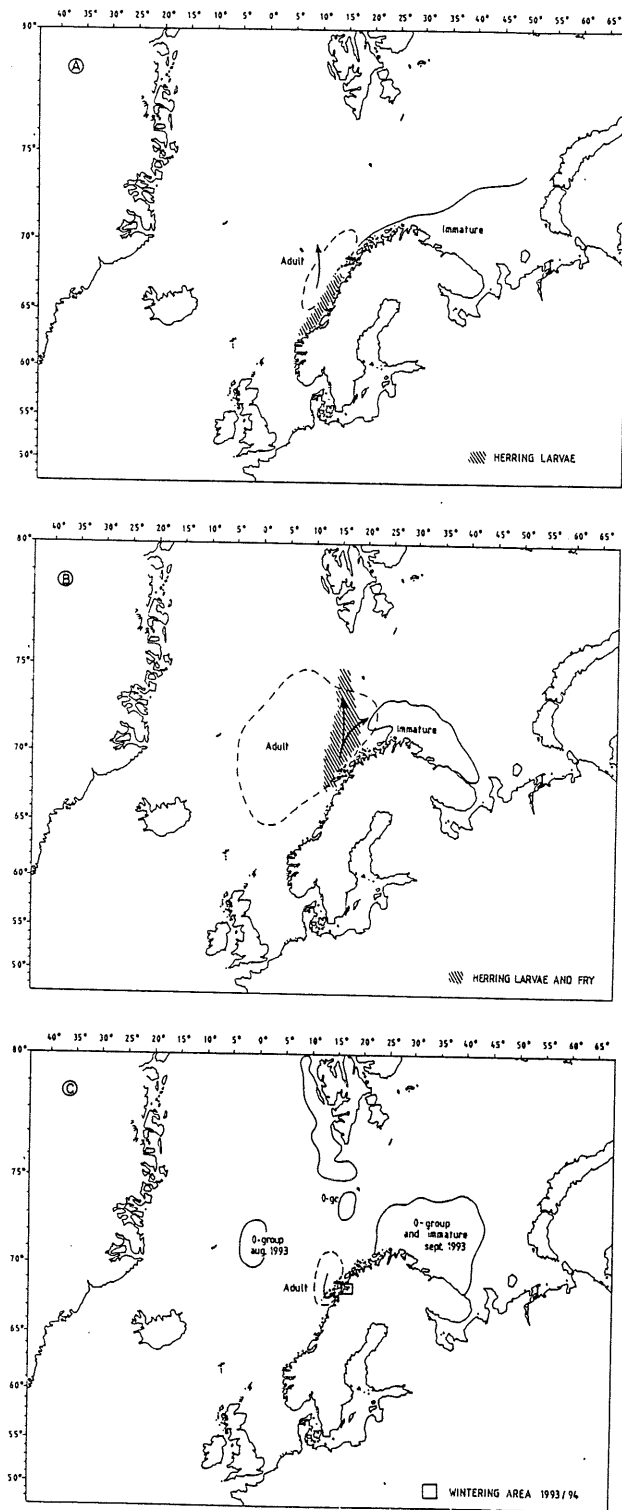 40° 30° 25° 20° 15° 10° 5° 0° 5° 10° 15° 20° 25° 30° 35° 40° 45° 50° 55° 60° 65°
80°
A
75°
70°
Immature
Adult
65°
60°
55°
50°
HERRING LARVAE
40° 30° 25° 20° 15° 10° 5° 0° 5° 10° 15° 20° 25° 30° 35° 40° 45° 50° 55° 60° 65°
80°
B
75°
Immature
Adult
70°
65°
60°
55°
50°
HERRING LARVAE AND FRY
40° 30° 25° 20° 15° 10° 5° 0° 5° 10° 15° 20° 25° 30° 35° 40° 45° 50° 55° 60° 65°
80°
C
75°
0-gr
0-group
and immature
sept. 1993
0-group
aug. 1993
70°
Adult
65°
60°
55°
50°
WINTERING AREA 1993/94